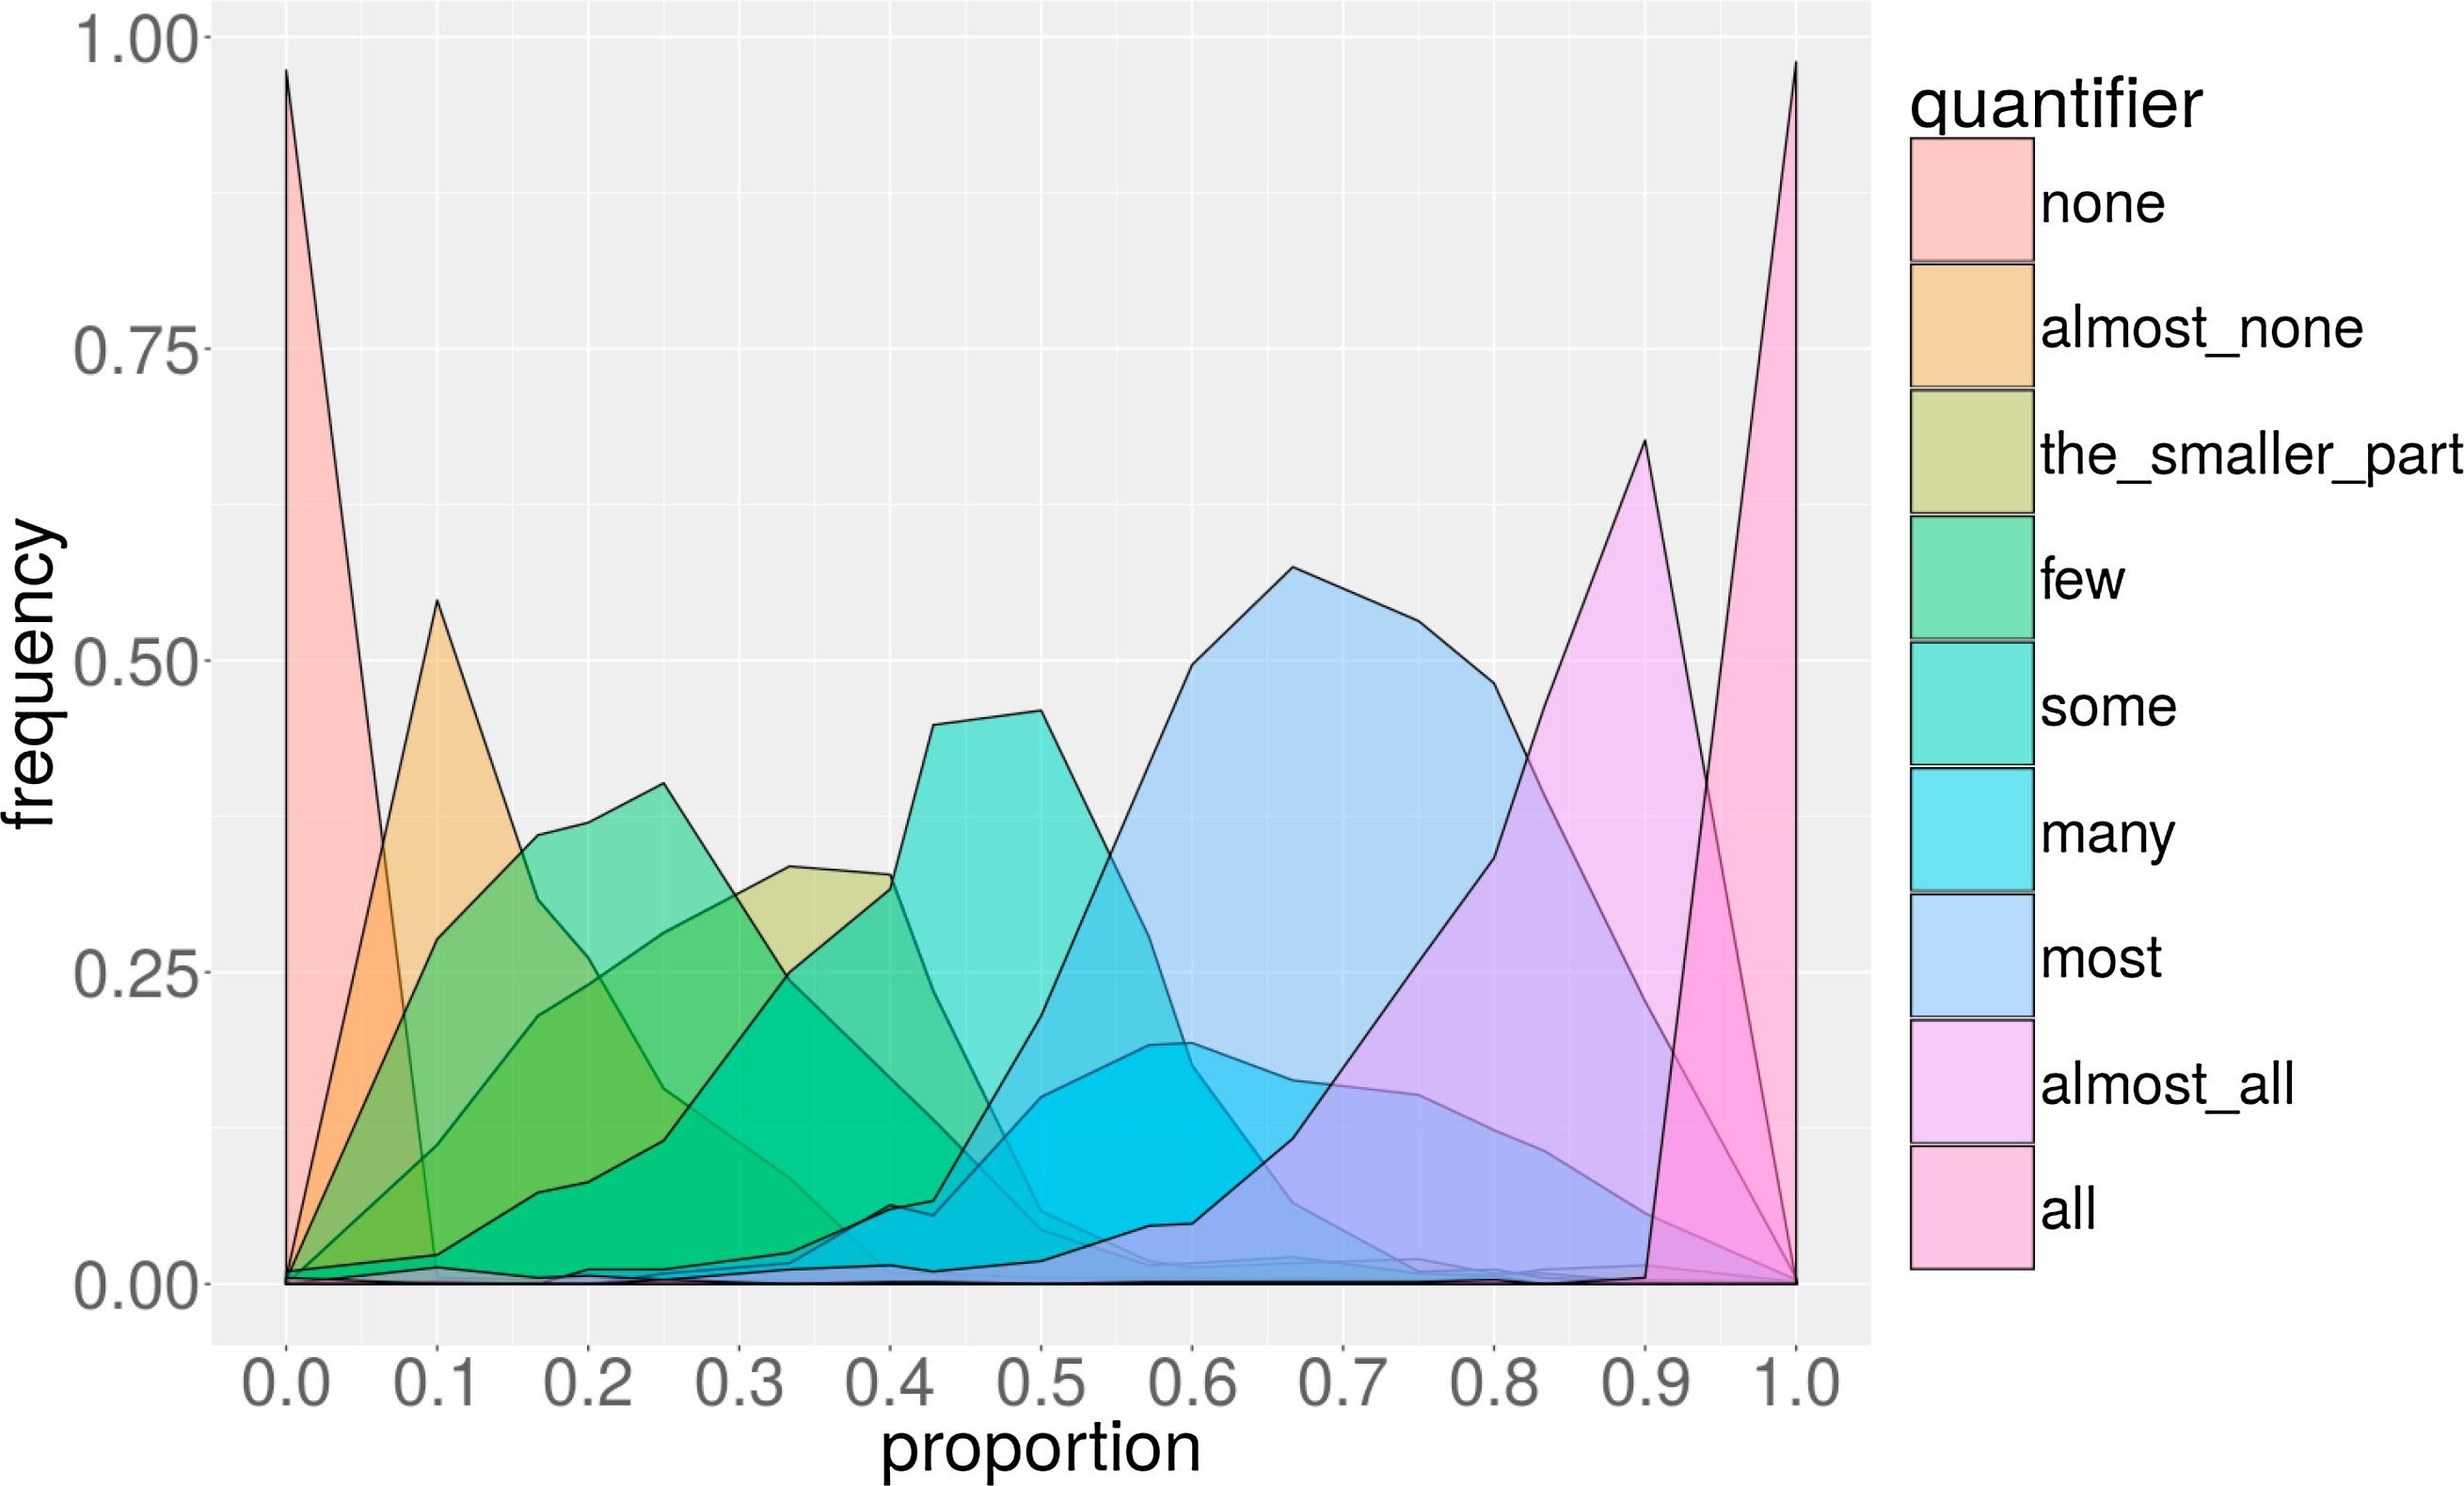 1.00
0.75
0.50
0.25
0.00
frequency
0.0 0.1 0.2 0.3 0.4 0.5 0.6 0.7 0.8 0.9 1.0
proportion
quantifier
none
almost_none
the_smaller_part
few
some
many
most
almost_all
all